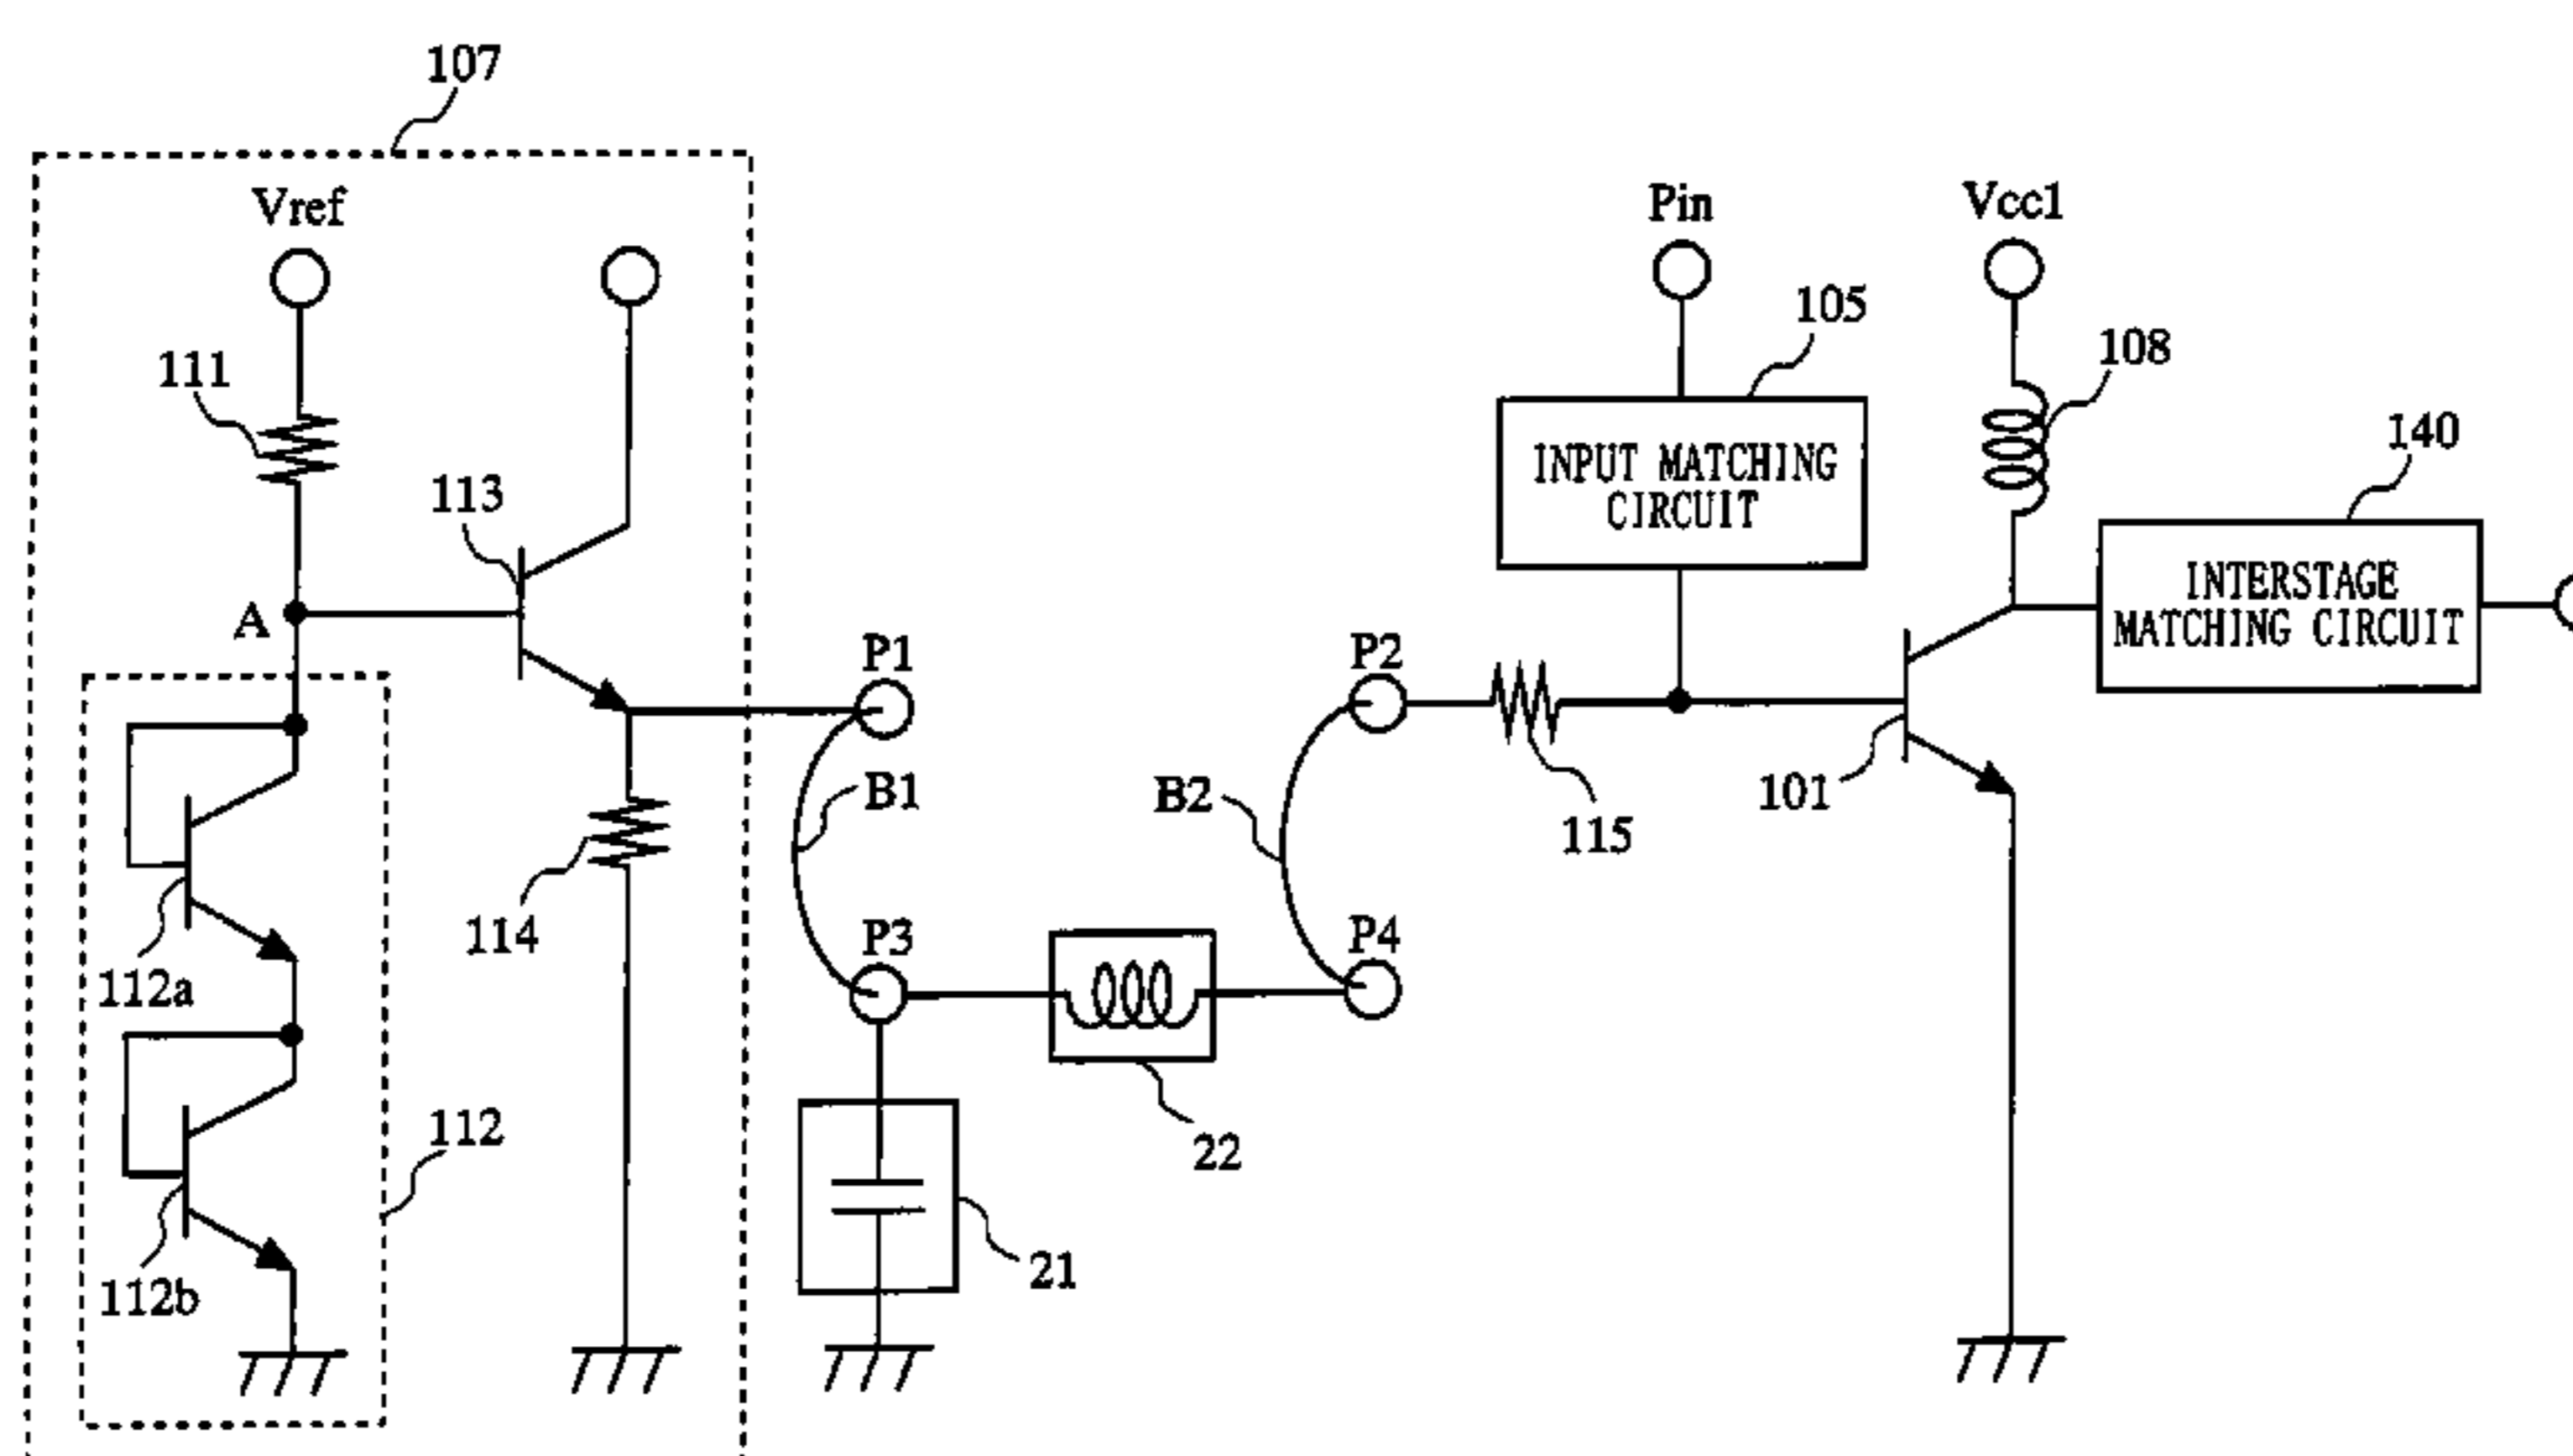 107
Vref
Pin
Vcc1
105
111
108
INPUT MATCHING
CIRCUIT
140
113
INTERSTAGE
MATCHING CIRCUIT
A
P1
P2
B1
B2
101
115
114
P3
P4
112a
112
22
21
112b